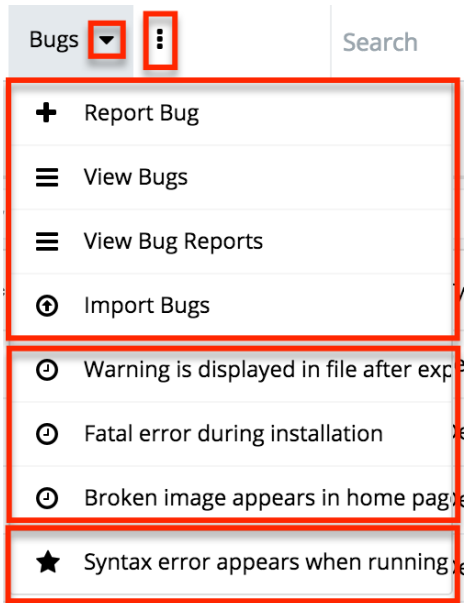 Bugs
Search
Report Bug
View Bugs
View Bug Reports
Import Bugs
Warning is displayed in file after exp
Fatal error during installation
Broken image appears in home pag
Syntax error appears when running